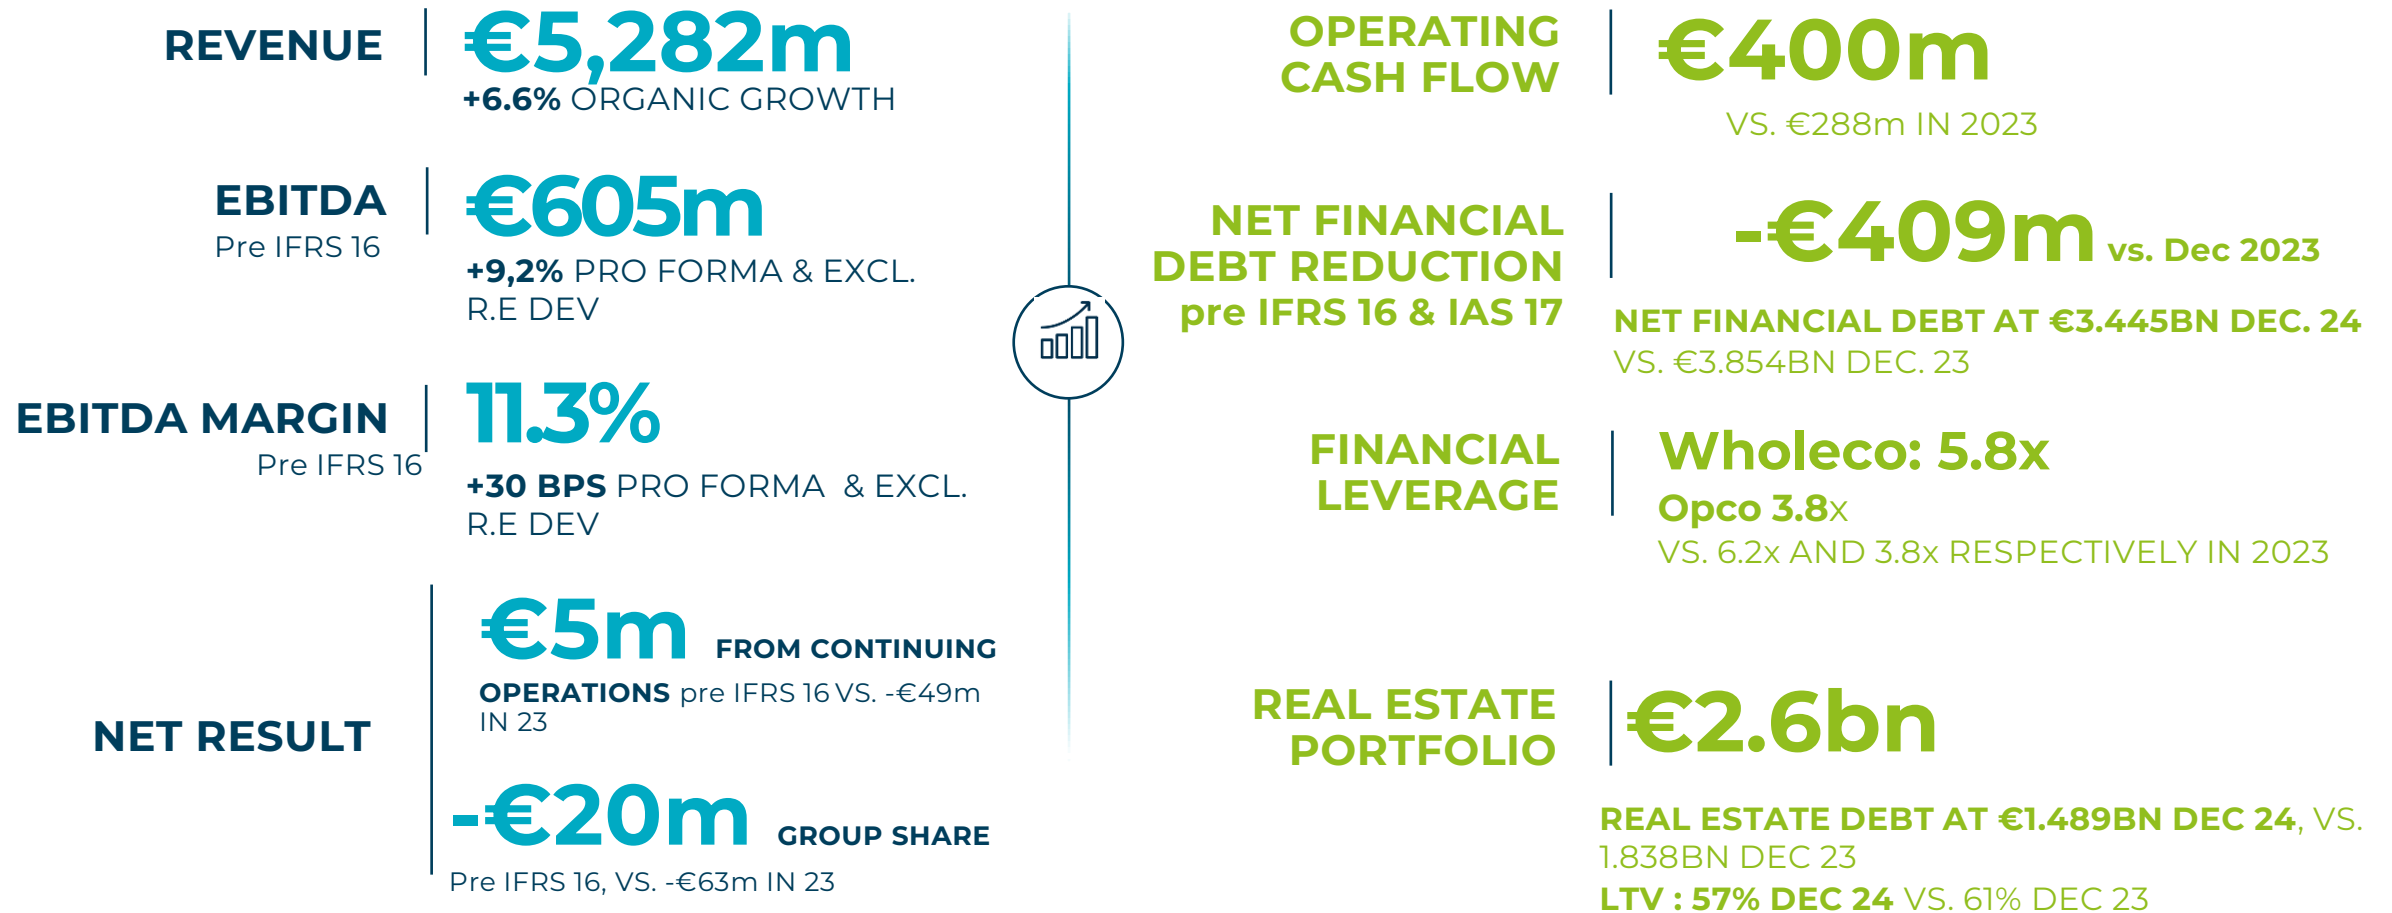 REVENUE
€5,282m
+6.6% ORGANIC GROWTH
EBITDA
Pre IFRS 16
€605m
+9,2% PRO FORMA & EXCL.
R.E DEV
EBITDA MARGIN
Pre IFRS 16
11.3%
+30 BPS PRO FORMA & EXCL.
R.E DEV
NET RESULT
€5m FROM CONTINUING
OPERATIONS pre IFRS 16 VS. -€49m
IN 23
-€20m GROUP SHARE
Pre IFRS 16, VS. -€63m IN 23
OPERATING
CASH FLOW
€400m
VS. €288m IN 2023
NET FINANCIAL
DEBT REDUCTION
pre IFRS 16 & IAS 17
-€409m vs. Dec 2023
NET FINANCIAL DEBT AT €3.445BN DEC. 24
VS. €3.854BN DEC. 23
FINANCIAL
LEVERAGE
Wholeco: 5.8x
Opco 3.8x
VS. 6.2x AND 3.8x RESPECTIVELY IN 2023
REAL ESTATE
PORTFOLIO
€2.6bn
REAL ESTATE DEBT AT €1.489BN DEC 24, VS.
1.838BN DEC 23
LTV : 57% DEC 24 VS. 61% DEC 23